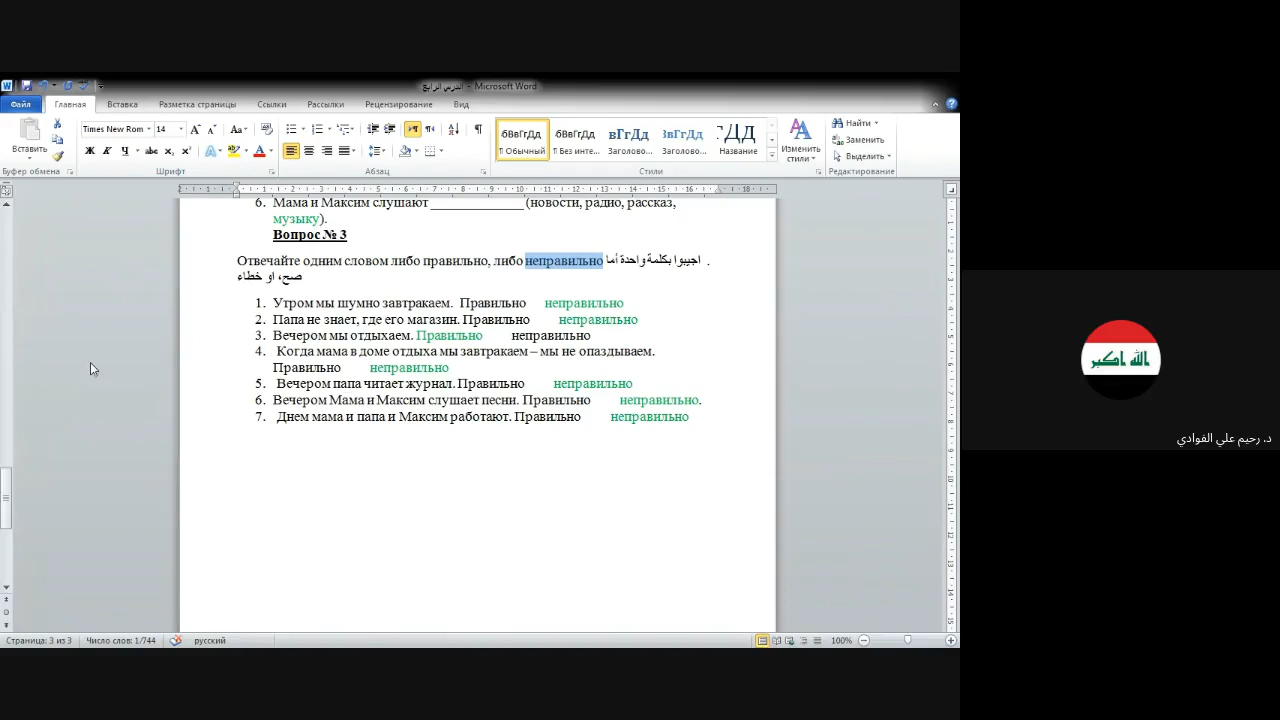 الدرس الرابع - Microsoft Word
Файл Главная Вставка Разметка страницы Ссылки Рассылки Рецензирование Вид
Times New Rom 14
Вставить
АаБбВвГгДд
¶ Обычный ¶ Без инте... Заголово... Заголово... Название
Изменить стили
Найти
Заменить
Выделить
Буфер обмена Шрифт Абзац Стили Редактирование
6. Мама и Максим слушают _____________ (новости, радио, рассказ,
музыку).
Вопрос № 3
Отвечайте одним словом либо правильно, либо неправильно اجيبوا بكلمة واحدة أما .
صح، او خطاء
1. Утром мы шумно завтракаем. Правильно неправильно
2. Папа не знает, где его магазин. Правильно неправильно
3. Вечером мы отдыхаем. Правильно неправильно
4. Когда мама в доме отдыха мы завтракаем – мы не опаздываем.
Правильно неправильно
5. Вечером папа читает журнал. Правильно неправильно
6. Вечером Мама и Максим слушает песни. Правильно неправильно.
7. Днем мама и папа и Максим работают. Правильно неправильно
Страница: 3 из 3 Число слов: 1/744 русский 100%
الله اكبر
د. رحيم علي الفوادي